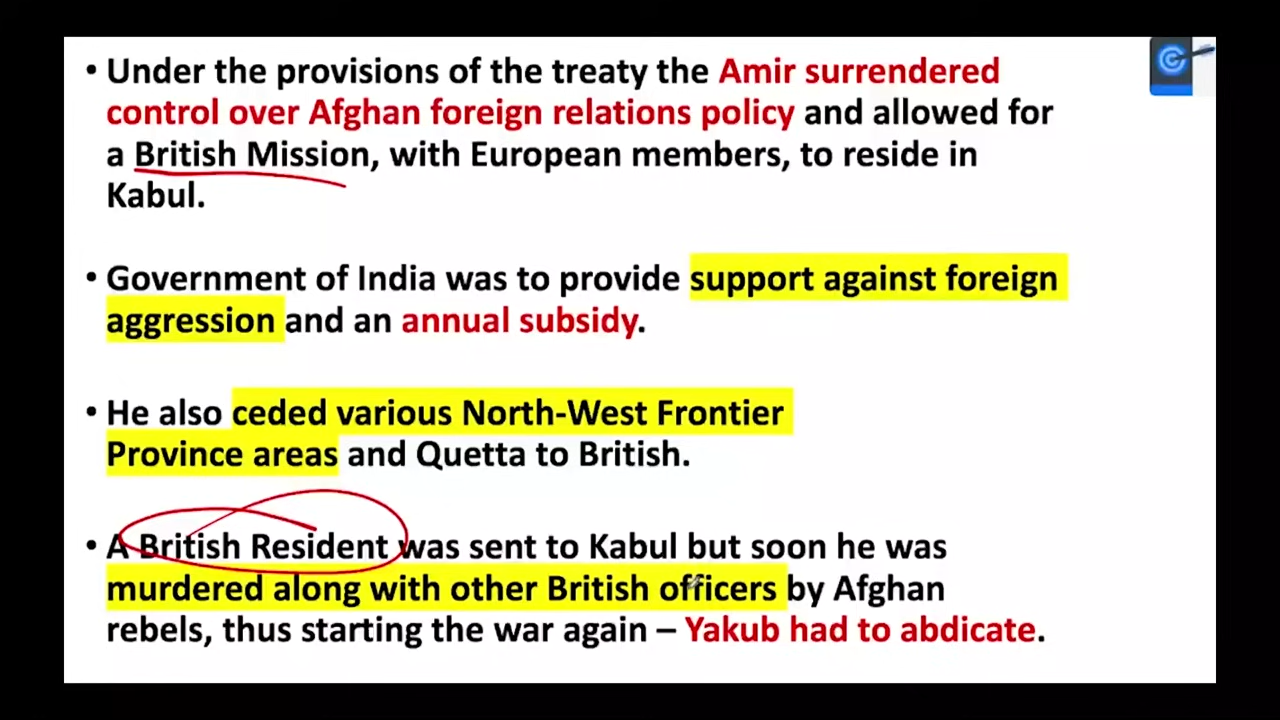 • Under the provisions of the treaty the Amir surrendered
control over Afghan foreign relations policy and allowed for
a British Mission, with European members, to reside in
Kabul.
• Government of India was to provide support against foreign
aggression and an annual subsidy.
• He also ceded various North-West Frontier
Province areas and Quetta to British.
• A British Resident was sent to Kabul but soon he was
murdered along with other British officers by Afghan
rebels, thus starting the war again – Yakub had to abdicate.